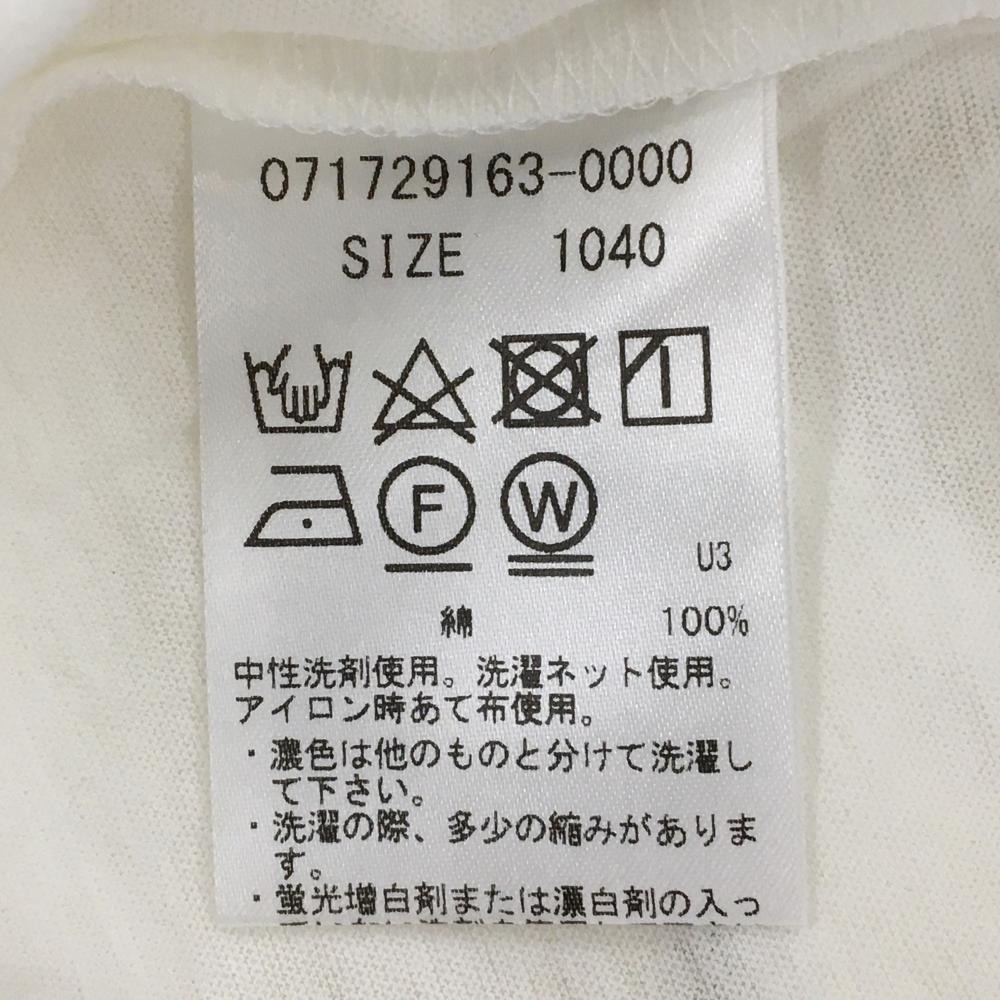 071729163-0000
SIZE 1040
F W
U3
綿 100%
中性洗剤使用。洗濯ネット使用。
アイロン時あて布使用。
・濃色は他のものと分けて洗濯し
て下さい。
・洗濯の際、多少の縮みがありま
す。
・蛍光増白剤または漂白剤の入っ